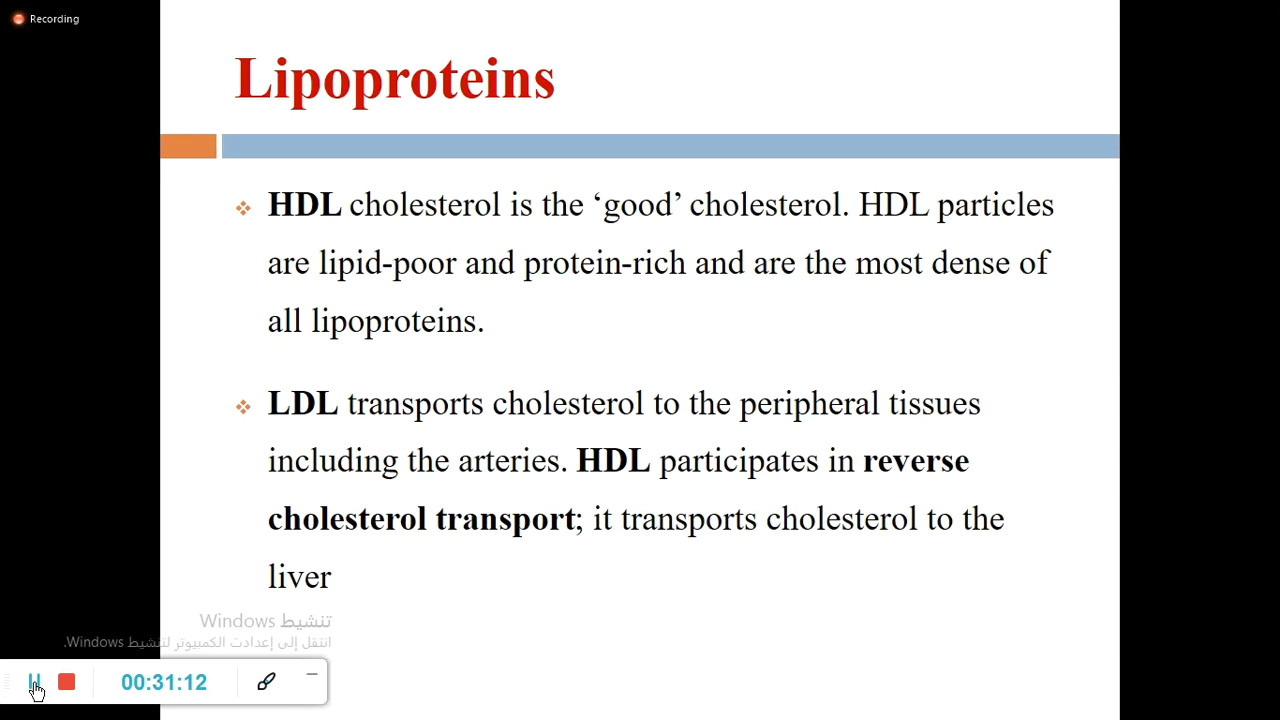 Recording
Lipoproteins
HDL cholesterol is the ‘good’ cholesterol. HDL particles
are lipid-poor and protein-rich and are the most dense of
all lipoproteins.
LDL transports cholesterol to the peripheral tissues
including the arteries. HDL participates in reverse
cholesterol transport; it transports cholesterol to the
liver
تنشيط Windows
انتقل إلى إعدادت الكمبيوتر لتنشيط Windows.
00:31:12